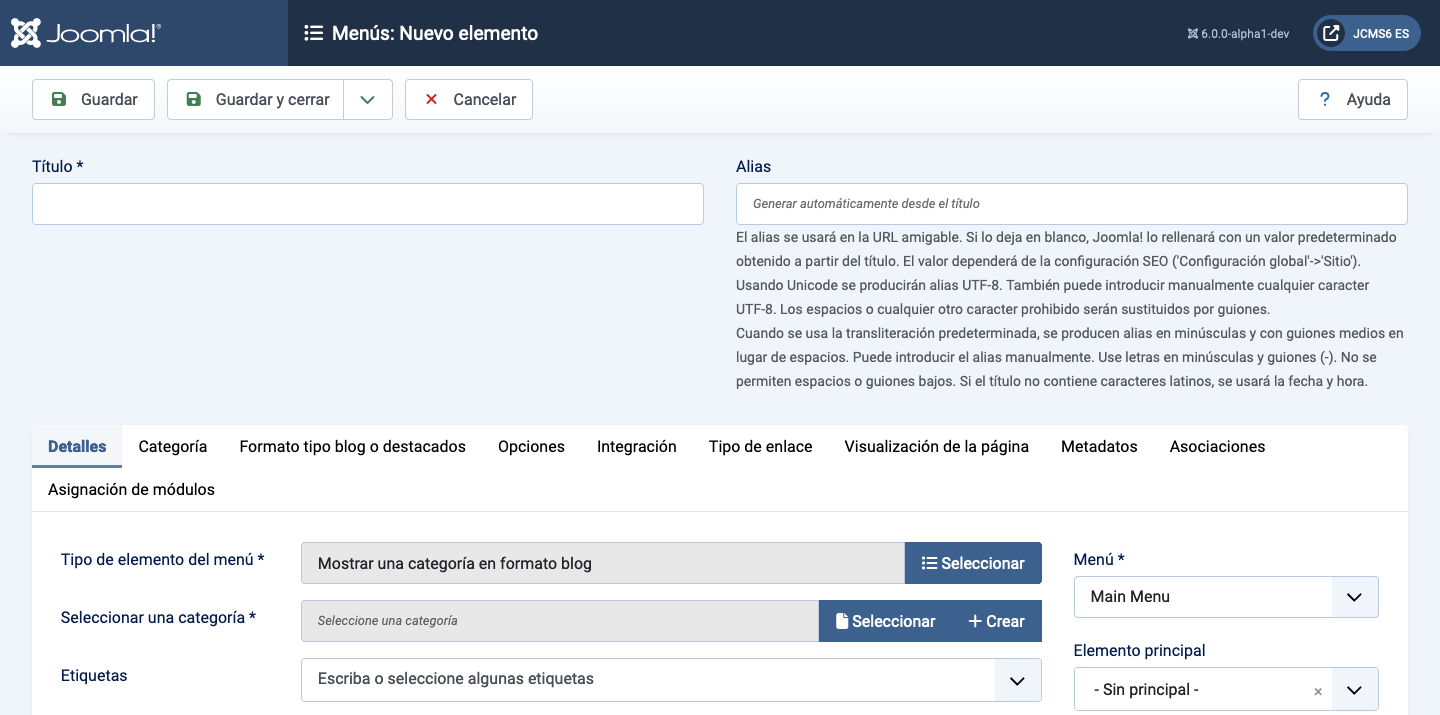 Joomla!®
Menús: Nuevo elemento
6.0.0-alpha1-dev
JCMS6 ES
Guardar
Guardar y cerrar
Cancelar
? Ayuda
Título *
Alias
Generar automáticamente desde el título
El alias se usará en la URL amigable. Si lo deja en blanco, Joomla! lo rellenará con un valor predeterminado
obtenido a partir del título. El valor dependerá de la configuración SEO ('Configuración global'->'Sitio').
Usando Unicode se producirán alias UTF-8. También puede introducir manualmente cualquier caracter
UTF-8. Los espacios o cualquier otro caracter prohibido serán sustituidos por guiones.
Cuando se usa la transliteración predeterminada, se producen alias en minúsculas y con guiones medios en
lugar de espacios. Puede introducir el alias manualmente. Use letras en minúsculas y guiones (-). No se
permiten espacios o guiones bajos. Si el título no contiene caracteres latinos, se usará la fecha y hora.
Detalles
Categoría
Formato tipo blog o destacados
Opciones
Integración
Tipo de enlace
Visualización de la página
Metadatos
Asociaciones
Asignación de módulos
Tipo de elemento del menú *
Mostrar una categoría en formato blog
Seleccionar
Seleccionar una categoría *
Seleccione una categoría
Seleccionar
+ Crear
Etiquetas
Escriba o seleccione algunas etiquetas
Menú *
Main Menu
Elemento principal
- Sin principal -
×